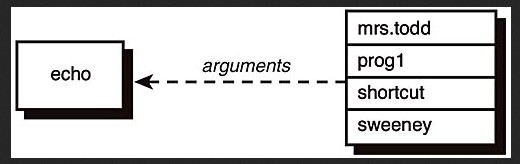 echo
arguments
mrs.todd
prog1
shortcut
sweeney